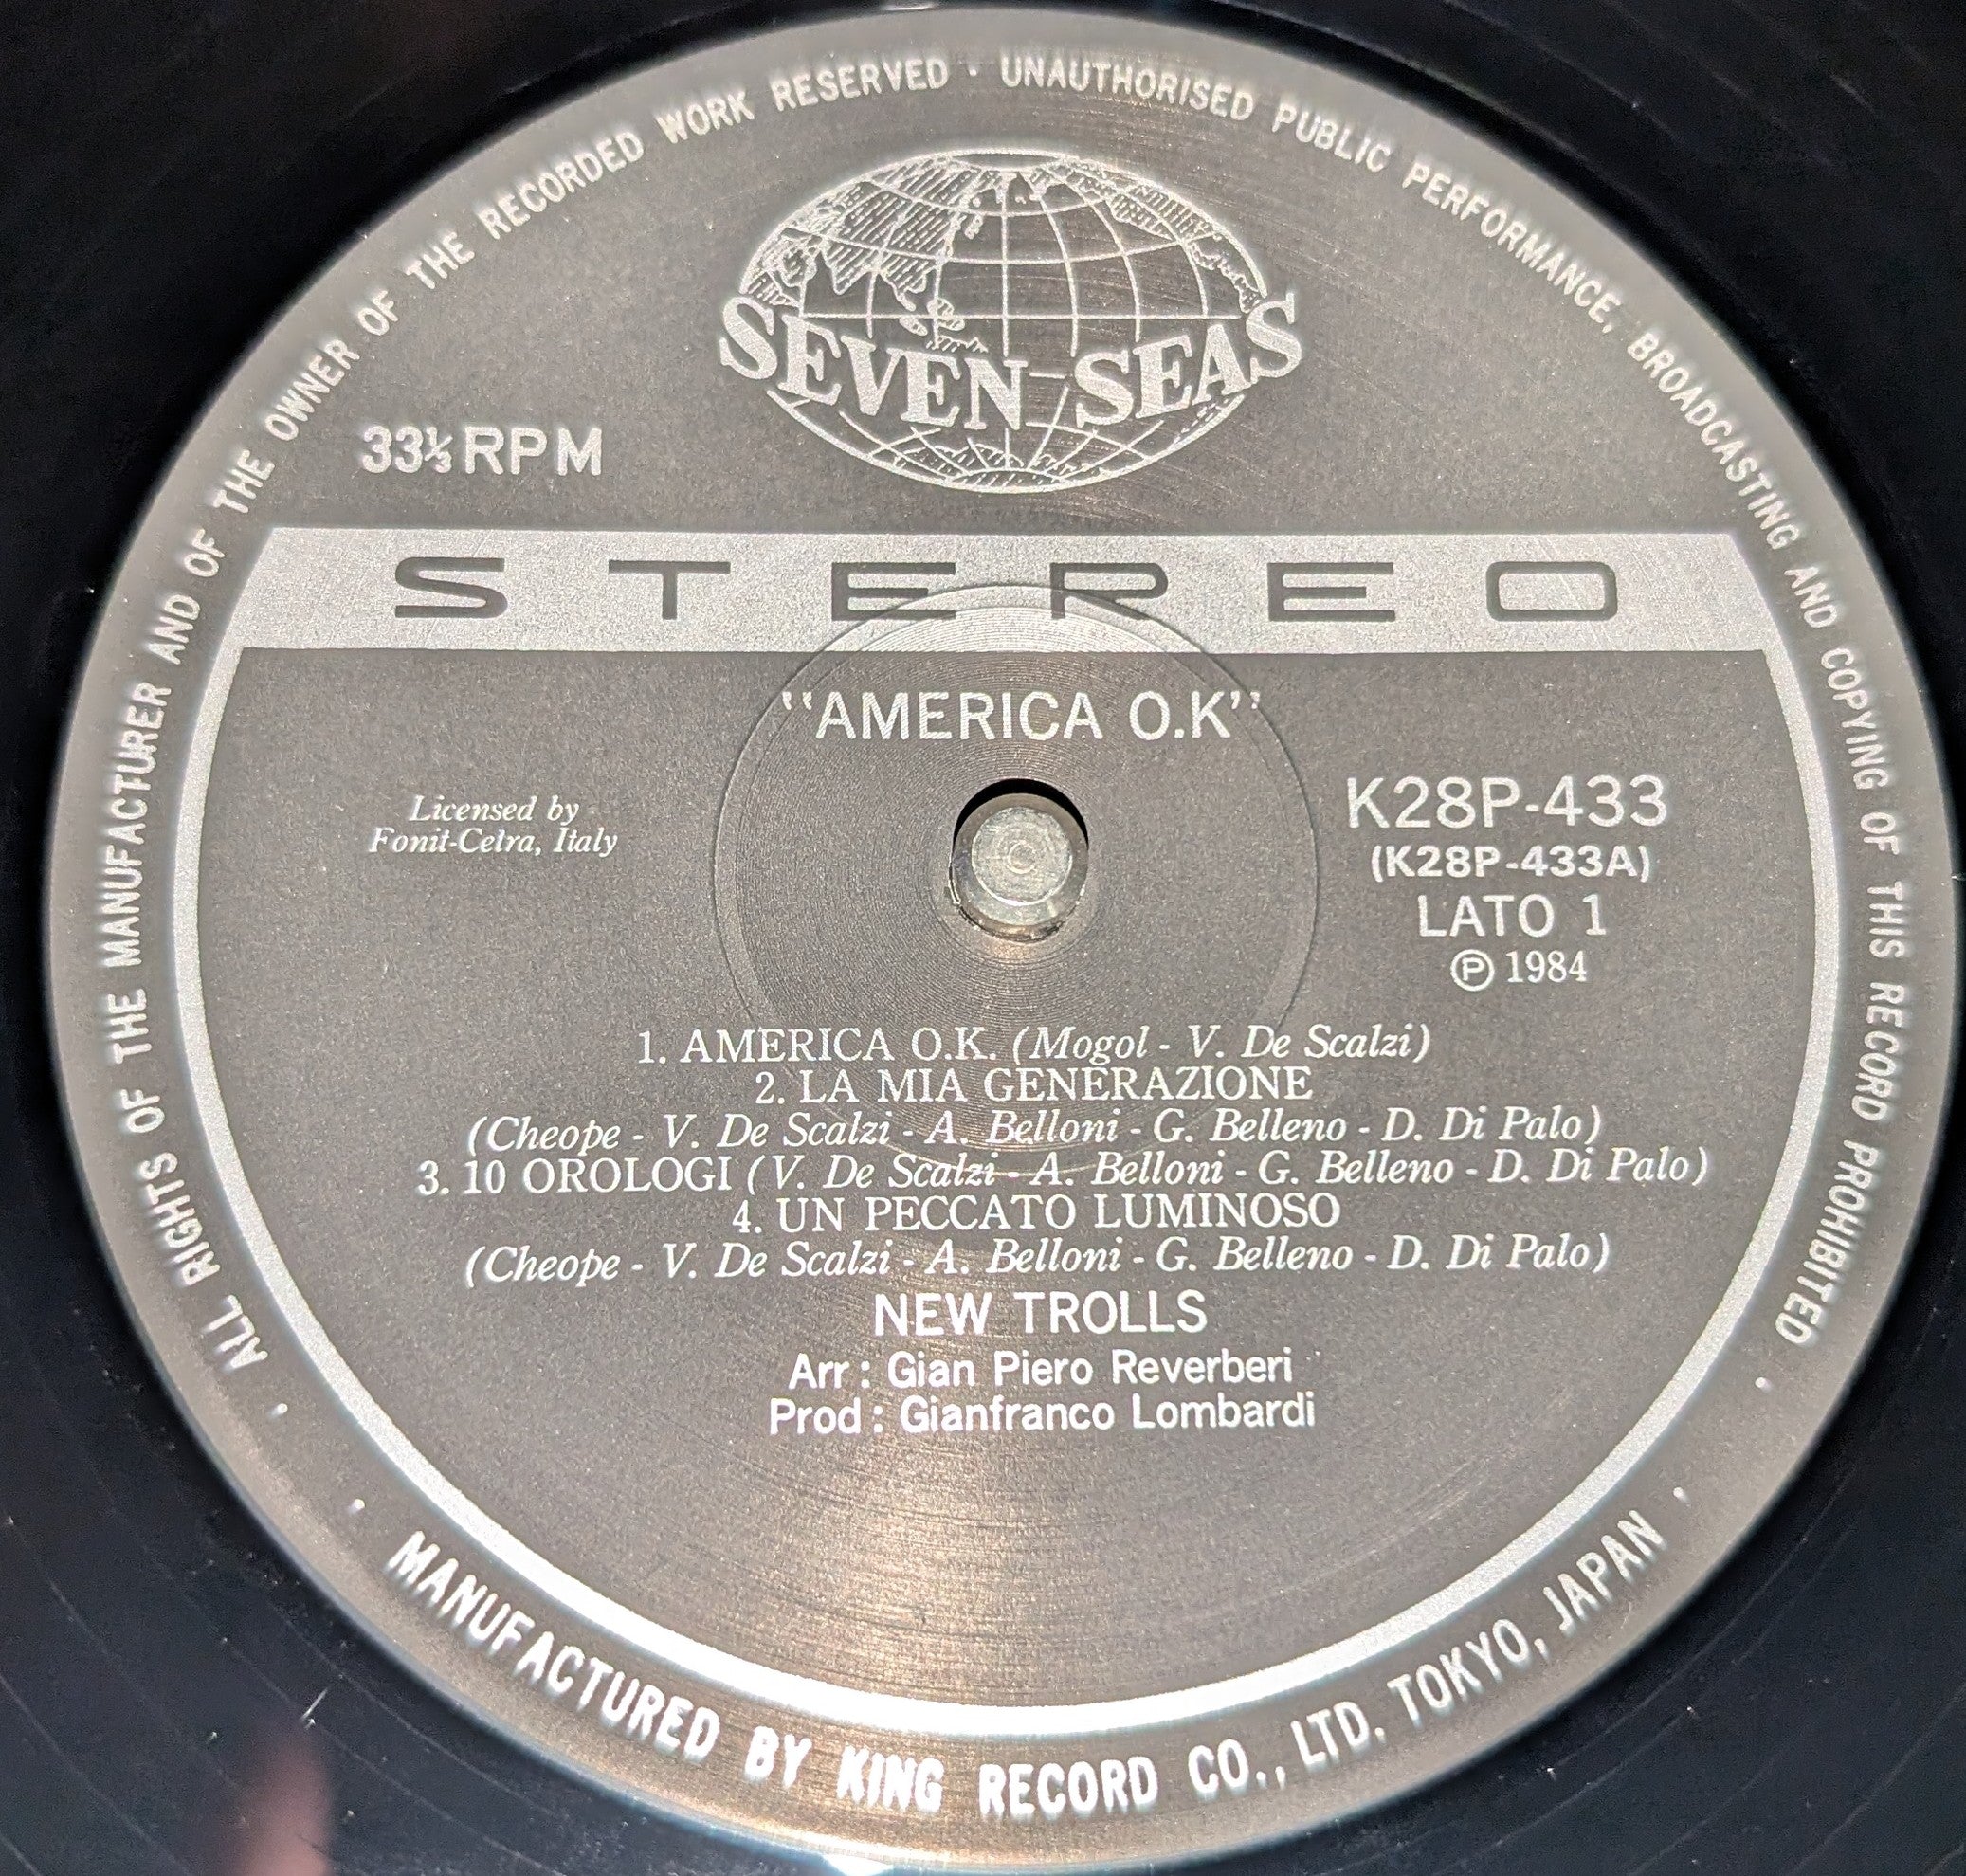 ALL RIGHTS OF THE MANUFACTURER AND OF THE OWNER OF THE RECORDED WORK RESERVED · UNAUTHORISED PUBLIC PERFORMANCE, BROADCASTING AND COPYING OF THIS RECORD PROHIBITED
SEVEN SEAS
33⅓RPM
STEREO
"AMERICA O.K"
Licensed by
Fonit-Cetra, Italy
K28P-433
(K28P-433A)
LATO 1
℗ 1984
1. AMERICA O.K. (Mogol - V. De Scalzi)
2. LA MIA GENERAZIONE
(Cheope - V. De Scalzi - A. Belloni - G. Belleno - D. Di Palo)
3. 10 OROLOGI (V. De Scalzi - A. Belloni - G. Belleno - D. Di Palo)
4. UN PECCATO LUMINOSO
(Cheope - V. De Scalzi - A. Belloni - G. Belleno - D. Di Palo)
NEW TROLLS
Arr : Gian Piero Reverberi
Prod : Gianfranco Lombardi
MANUFACTURED BY KING RECORD CO., LTD. TOKYO, JAPAN